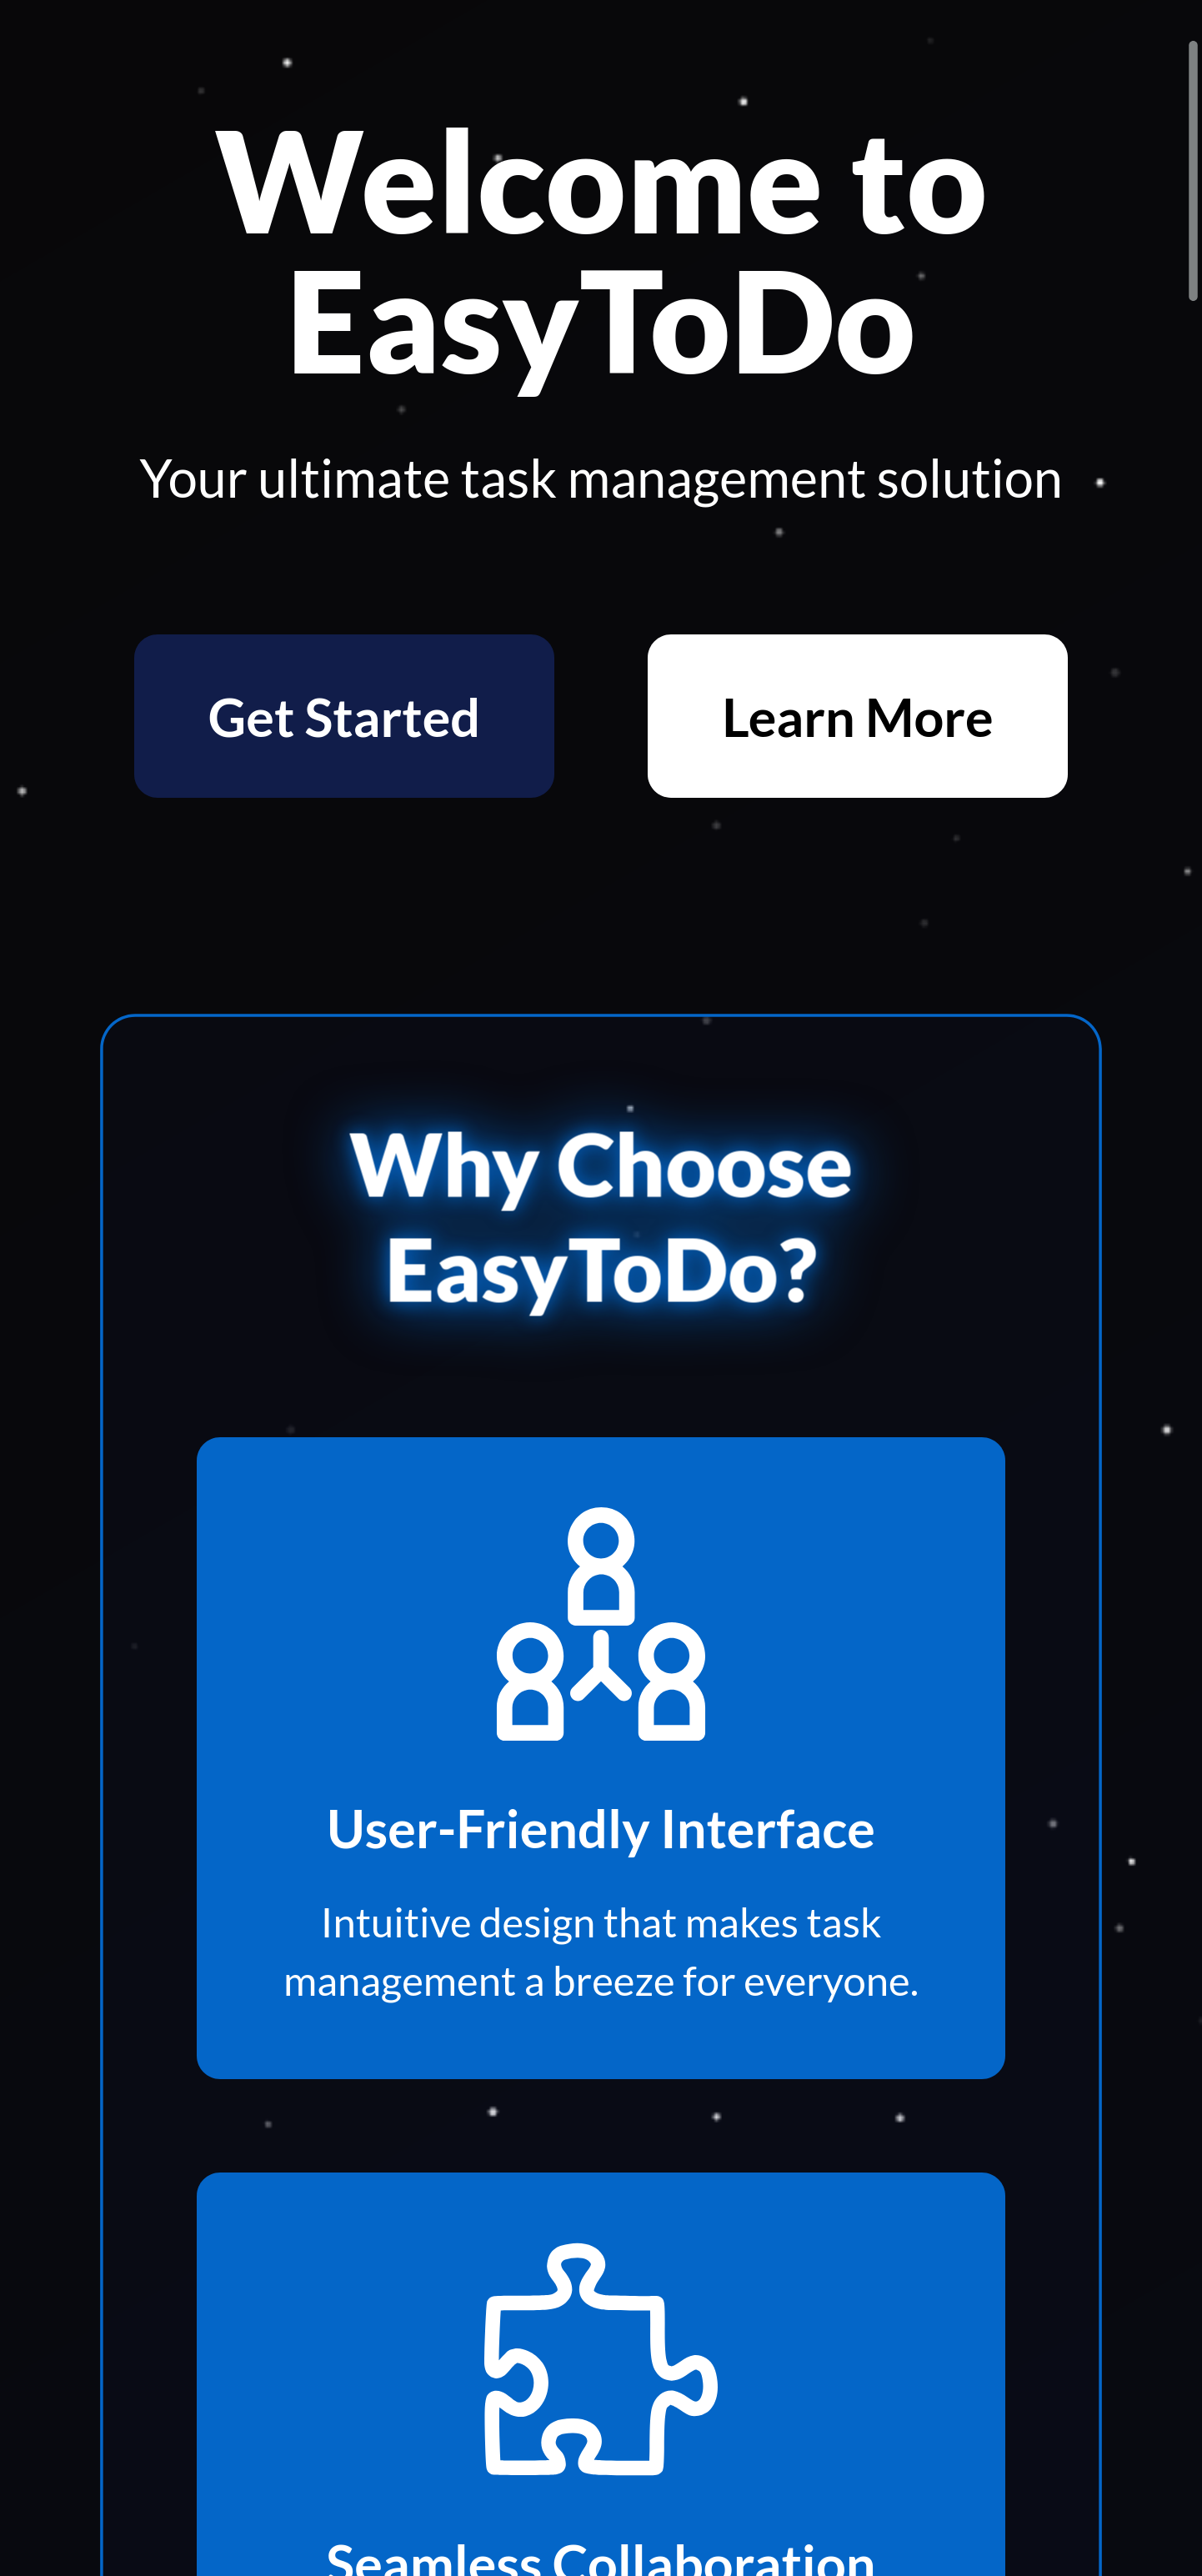 Welcome to
EasyToDo
Your ultimate task management solution
Get Started
Learn More
Why Choose
EasyToDo?
User-Friendly Interface
Intuitive design that makes task
management a breeze for everyone.
Seamless Collaboration